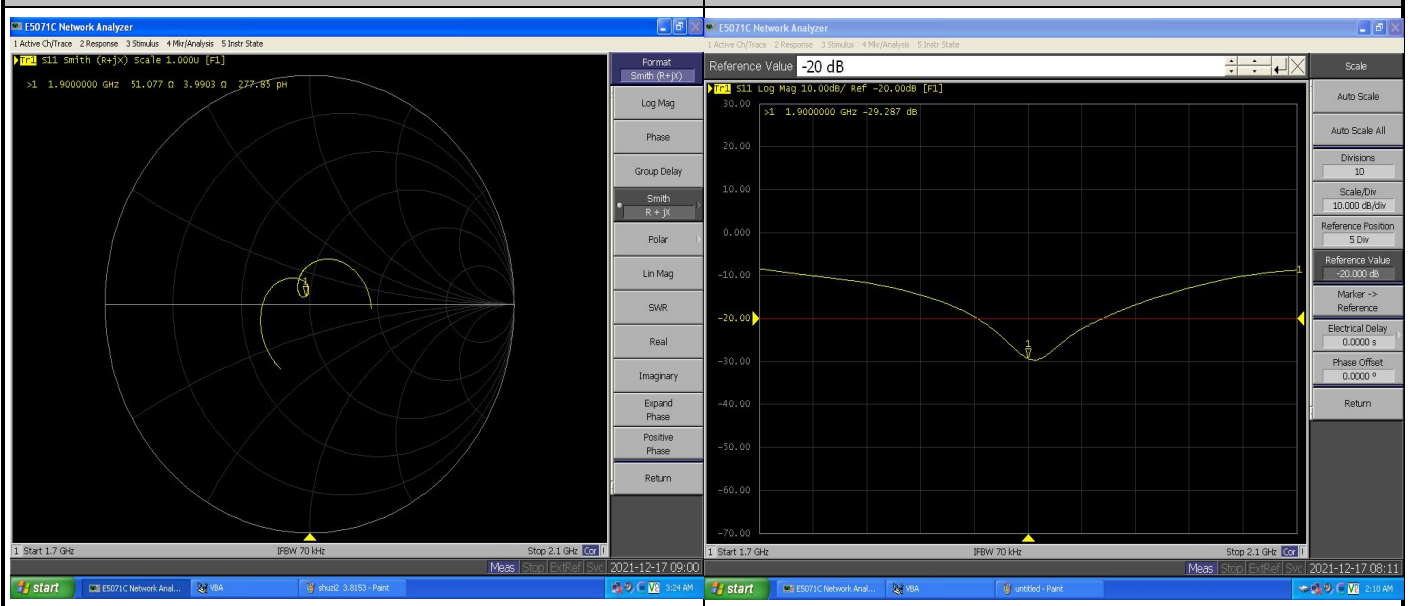 E5071C Network Analyzer
1 Active Ch/Trace 2 Response 3 Stimulus 4 Mkr/Analysis 5 Instr State
Tr1 S11 Smith (R+jX) Scale 1.000U [F1]
>1 1.9000000 GHz 51.077 Ω 3.9903 Ω 277.85 pH
1
Format
Smith (R+jX)
Log Mag
Phase
Group Delay
Smith
R + jX
Polar
Lin Mag
SWR
Real
Imaginary
Expand
Phase
Positive
Phase
Return
1 Start 1.7 GHz IFBW 70 kHz Stop 2.1 GHz Cor !
Meas Stop ExtRef Svc 2021-12-17 09:00
start E5071C Network Anal... VBA shuzi2 3.8153 - Paint V2 3:24 AM
E5071C Network Analyzer
1 Active Ch/Trace 2 Response 3 Stimulus 4 Mkr/Analysis 5 Instr State
Reference Value -20 dB
Tr1 S11 Log Mag 10.00dB/ Ref -20.00dB [F1]
>1 1.9000000 GHz -29.287 dB
30.00
20.00
10.00
0.000
-10.00
-20.00
-30.00
-40.00
-50.00
-60.00
-70.00
1
1
Scale
Auto Scale
Auto Scale All
Divisions
10
Scale/Div
10.000 dB/div
Reference Position
5 Div
Reference Value
-20.000 dB
Marker ->
Reference
Electrical Delay
0.0000 s
Phase Offset
0.0000 °
Return
1 Start 1.7 GHz IFBW 70 kHz Stop 2.1 GHz Cor !
Meas Stop ExtRef Svc 2021-12-17 08:11
start E5071C Network Anal... VBA untitled - Paint V2 2:10 AM